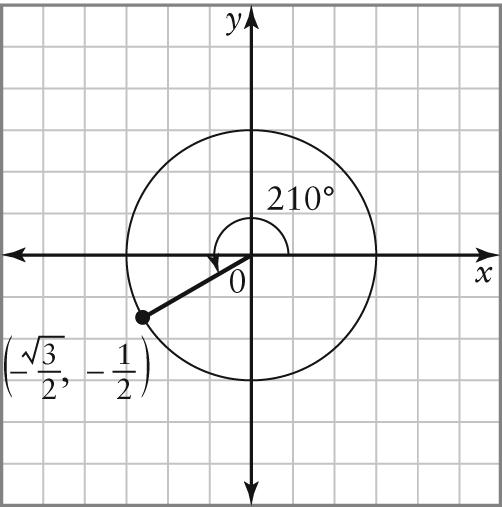 y
210°
x
0
(-√3/2, -1/2)